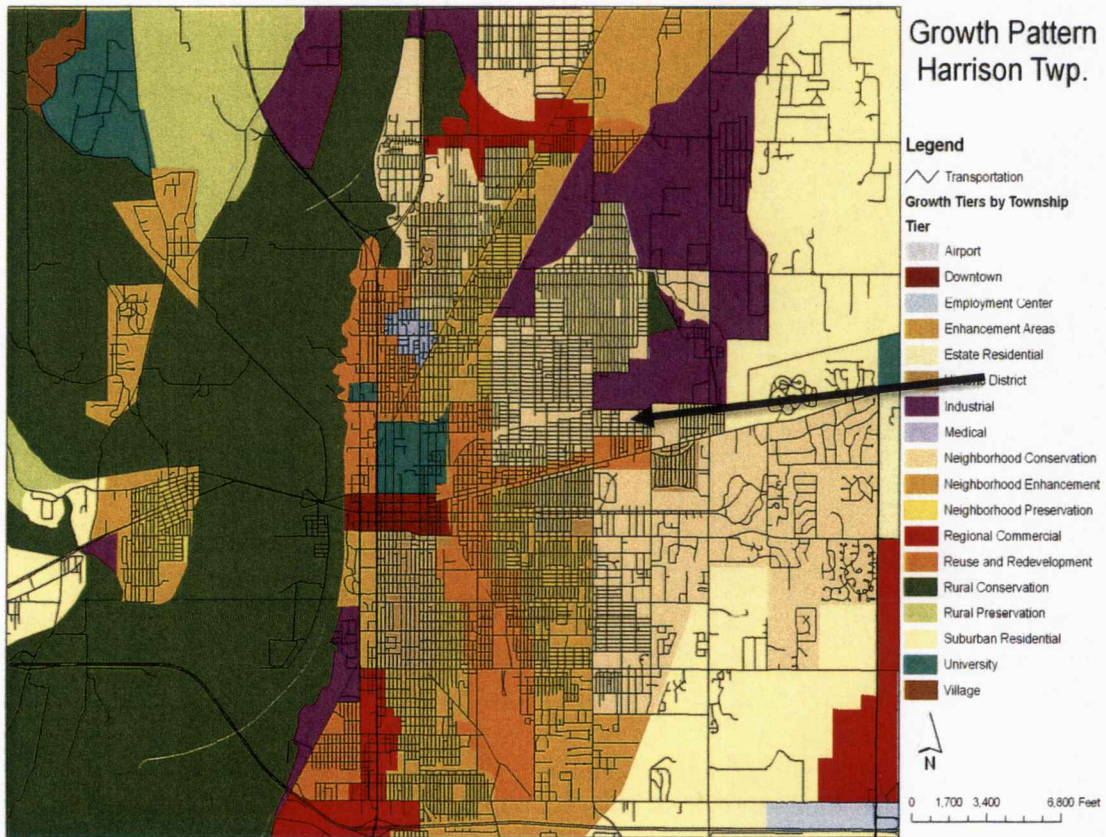 Growth Pattern
Harrison Twp.
Legend
Transportation
Growth Tiers by Township
Tier
Airport
Downtown
Employment Center
Enhancement Areas
Estate Residential
District
Industrial
Medical
Neighborhood Conservation
Neighborhood Enhancement
Neighborhood Preservation
Regional Commercial
Reuse and Redevelopment
Rural Conservation
Rural Preservation
Suburban Residential
University
Village
N
0 1,700 3,400 6,800 Feet